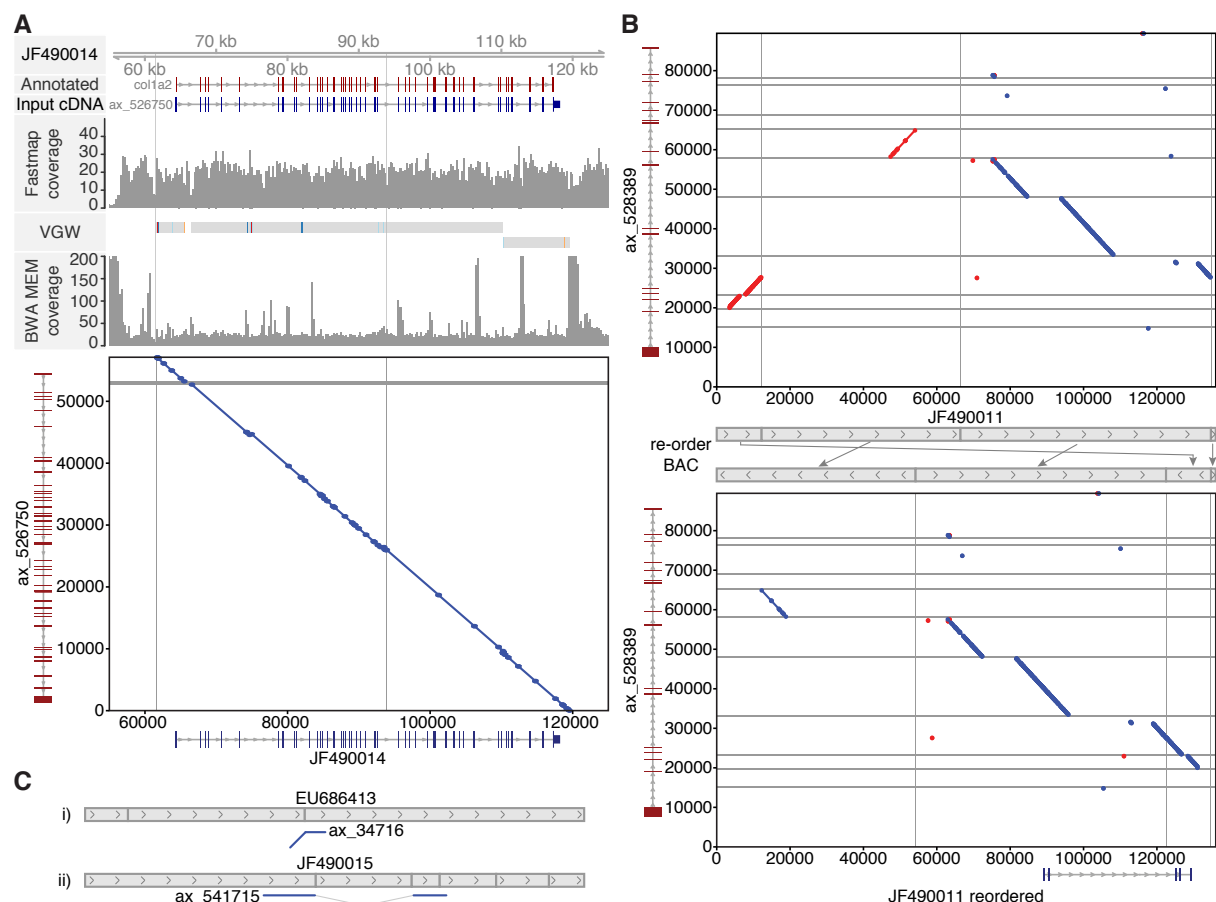 A
JF490014
70 kb 90 kb 110 kb
60 kb 80 kb 100 kb 120 kb
Annotated col1a2
Input cDNA ax_526750
Fastmap coverage
40
30
20
10
0
VGW
BWA MEM coverage
200
150
100
50
0
ax_526750
50000
40000
30000
20000
10000
0
60000 80000 100000 120000
JF490014
B
ax_528389
80000
70000
60000
50000
40000
30000
20000
10000
0
0 20000 40000 60000 80000 100000 120000
JF490011
re-order
BAC
ax_528389
80000
70000
60000
50000
40000
30000
20000
10000
0
0 20000 40000 60000 80000 100000 120000
JF490011 reordered
C
EU686413
i)
ax_34716
JF490015
ii)
ax_541715